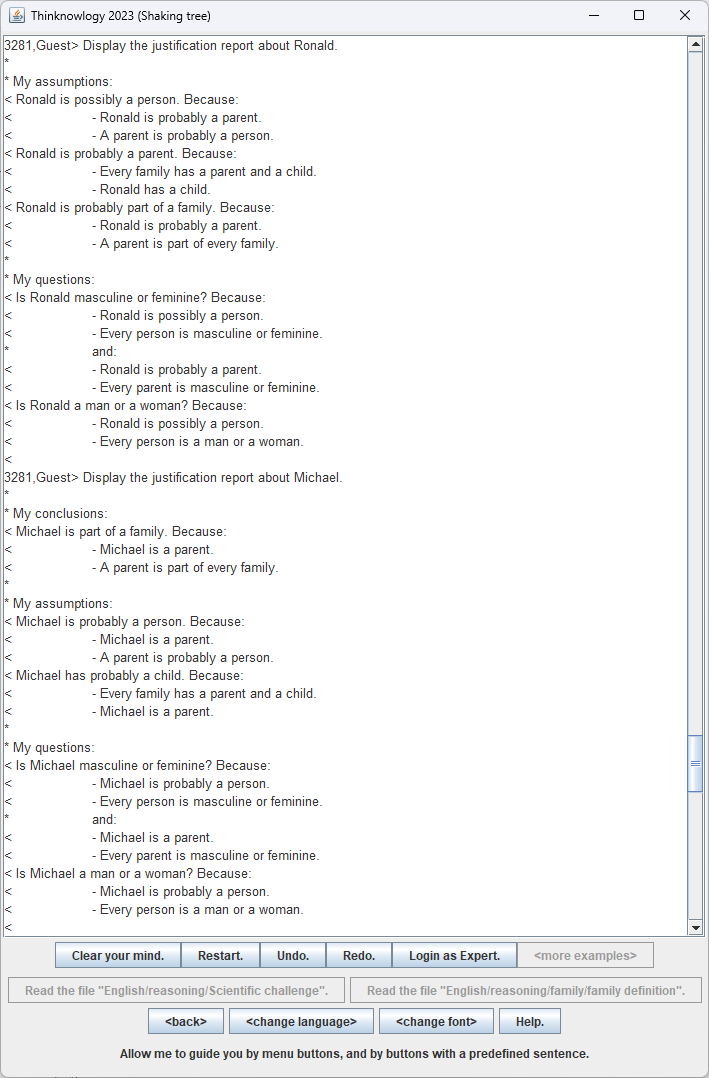 Thinknowlogy 2023 (Shaking tree)
3281,Guest> Display the justification report about Ronald.
*
* My assumptions:
< Ronald is possibly a person. Because:
< - Ronald is probably a parent.
< - A parent is probably a person.
< Ronald is probably a parent. Because:
< - Every family has a parent and a child.
< - Ronald has a child.
< Ronald is probably part of a family. Because:
< - Ronald is probably a parent.
< - A parent is part of every family.
*
* My questions:
< Is Ronald masculine or feminine? Because:
< - Ronald is possibly a person.
< - Every person is masculine or feminine.
* and:
< - Ronald is probably a parent.
< - Every parent is masculine or feminine.
< Is Ronald a man or a woman? Because:
< - Ronald is possibly a person.
< - Every person is a man or a woman.
<
3281,Guest> Display the justification report about Michael.
*
* My conclusions:
< Michael is part of a family. Because:
< - Michael is a parent.
< - A parent is part of every family.
*
* My assumptions:
< Michael is probably a person. Because:
< - Michael is a parent.
< - A parent is probably a person.
< Michael has probably a child. Because:
< - Every family has a parent and a child.
< - Michael is a parent.
*
* My questions:
< Is Michael masculine or feminine? Because:
< - Michael is probably a person.
< - Every person is masculine or feminine.
* and:
< - Michael is a parent.
< - Every parent is masculine or feminine.
< Is Michael a man or a woman? Because:
< - Michael is probably a person.
< - Every person is a man or a woman.
<
Clear your mind. Restart. Undo. Redo. Login as Expert. <more examples>
Read the file "English/reasoning/Scientific challenge". Read the file "English/reasoning/family/family definition".
<back> <change language> <change font> Help.
Allow me to guide you by menu buttons, and by buttons with a predefined sentence.